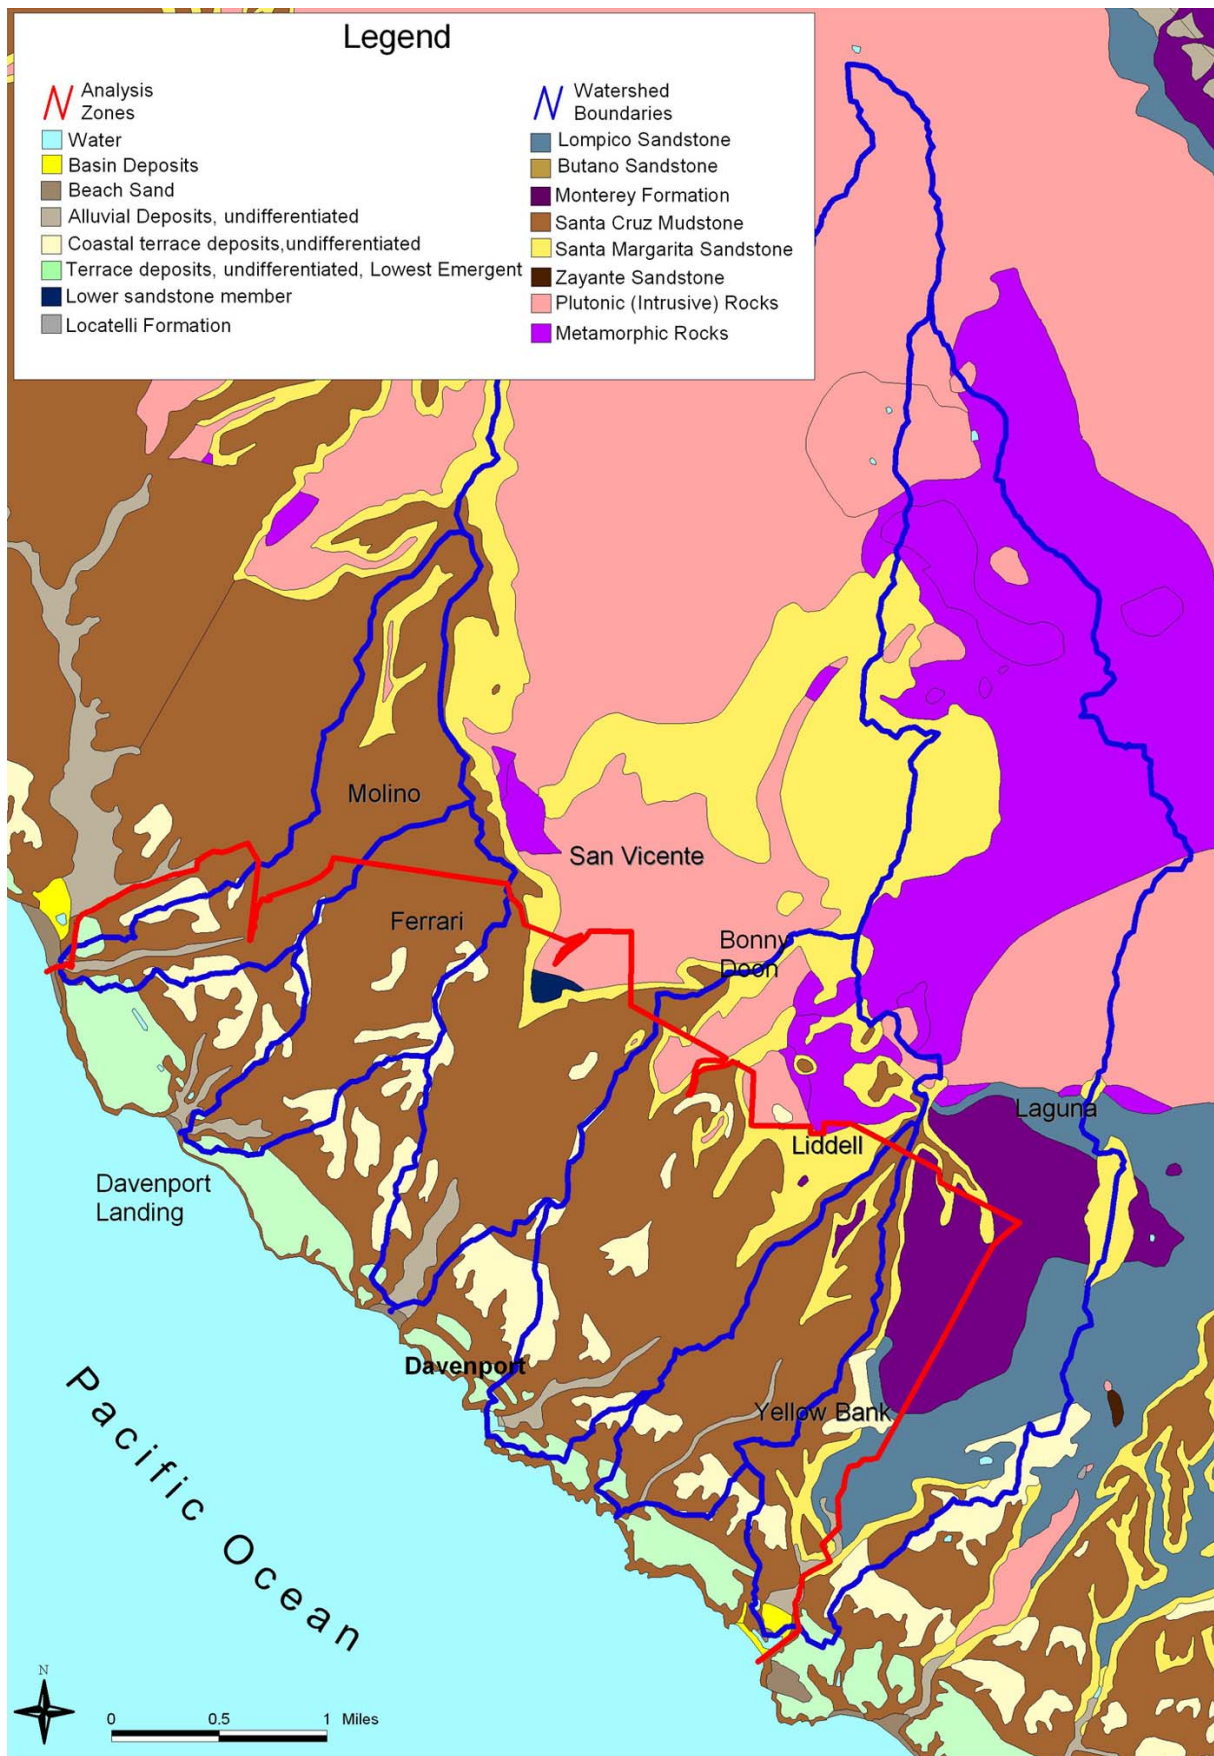 Legend
Analysis
Zones
Water
Basin Deposits
Beach Sand
Alluvial Deposits, undifferentiated
Coastal terrace deposits,undifferentiated
Terrace deposits, undifferentiated, Lowest Emergent
Lower sandstone member
Locatelli Formation
Watershed
Boundaries
Lompico Sandstone
Butano Sandstone
Monterey Formation
Santa Cruz Mudstone
Santa Margarita Sandstone
Zayante Sandstone
Plutonic (Intrusive) Rocks
Metamorphic Rocks
Molino
San Vicente
Ferrari
Bonny
Doon
Laguna
Liddell
Davenport
Landing
Davenport
Yellow Bank
Pacific Ocean
N
0 0.5 1 Miles